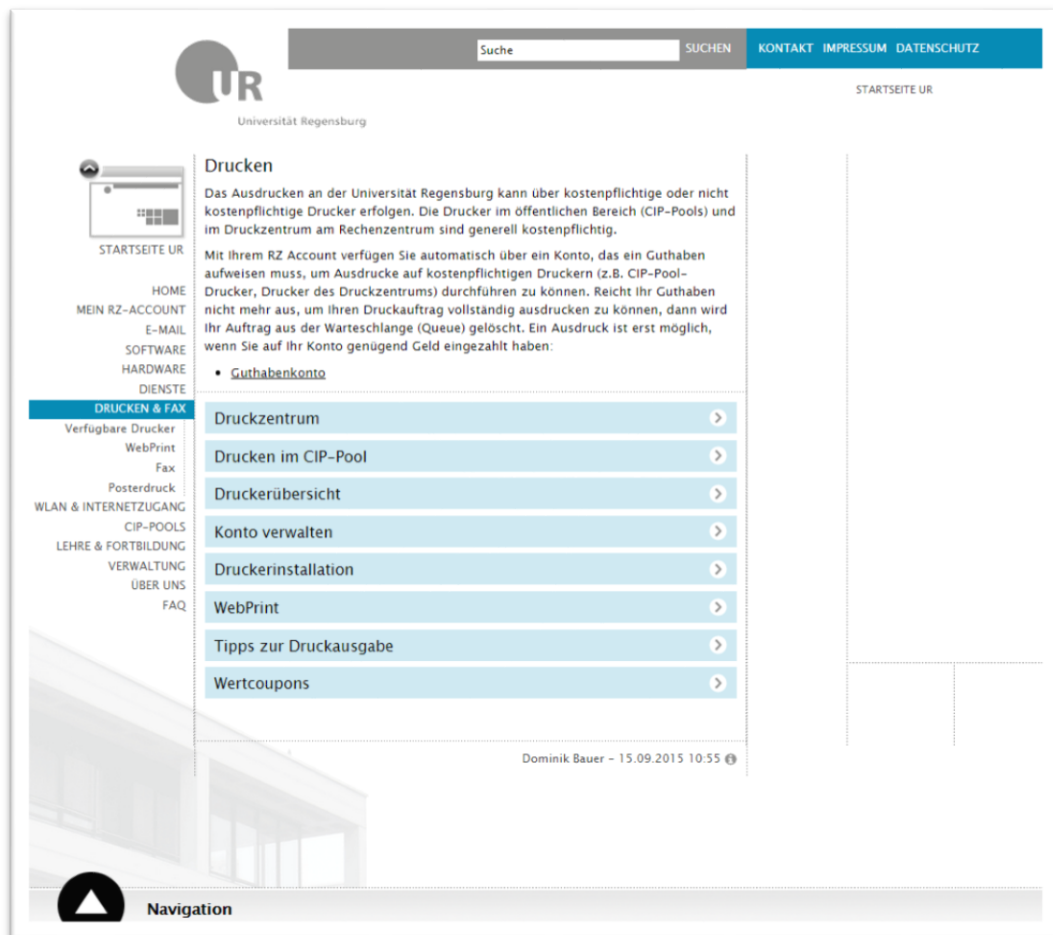 Suche
SUCHEN
KONTAKT IMPRESSUM DATENSCHUTZ
STARTSEITE UR
UR
Universität Regensburg
STARTSEITE UR
HOME
MEIN RZ-ACCOUNT
E-MAIL
SOFTWARE
HARDWARE
DIENSTE
DRUCKEN & FAX
Verfügbare Drucker
WebPrint
Fax
Posterdruck
WLAN & INTERNETZUGANG
CIP-POOLS
LEHRE & FORTBILDUNG
VERWALTUNG
ÜBER UNS
FAQ
Drucken
Das Ausdrucken an der Universität Regensburg kann über kostenpflichtige oder nicht
kostenpflichtige Drucker erfolgen. Die Drucker im öffentlichen Bereich (CIP-Pools) und
im Druckzentrum am Rechenzentrum sind generell kostenpflichtig.
Mit Ihrem RZ Account verfügen Sie automatisch über ein Konto, das ein Guthaben
aufweisen muss, um Ausdrucke auf kostenpflichtigen Druckern (z.B. CIP-Pool-
Drucker, Drucker des Druckzentrums) durchführen zu können. Reicht Ihr Guthaben
nicht mehr aus, um Ihren Druckauftrag vollständig ausdrucken zu können, dann wird
Ihr Auftrag aus der Warteschlange (Queue) gelöscht. Ein Ausdruck ist erst möglich,
wenn Sie auf Ihr Konto genügend Geld eingezahlt haben:
• Guthabenkonto
Druckzentrum
Drucken im CIP-Pool
Druckerübersicht
Konto verwalten
Druckerinstallation
WebPrint
Tipps zur Druckausgabe
Wertcoupons
Dominik Bauer - 15.09.2015 10:55
Navigation